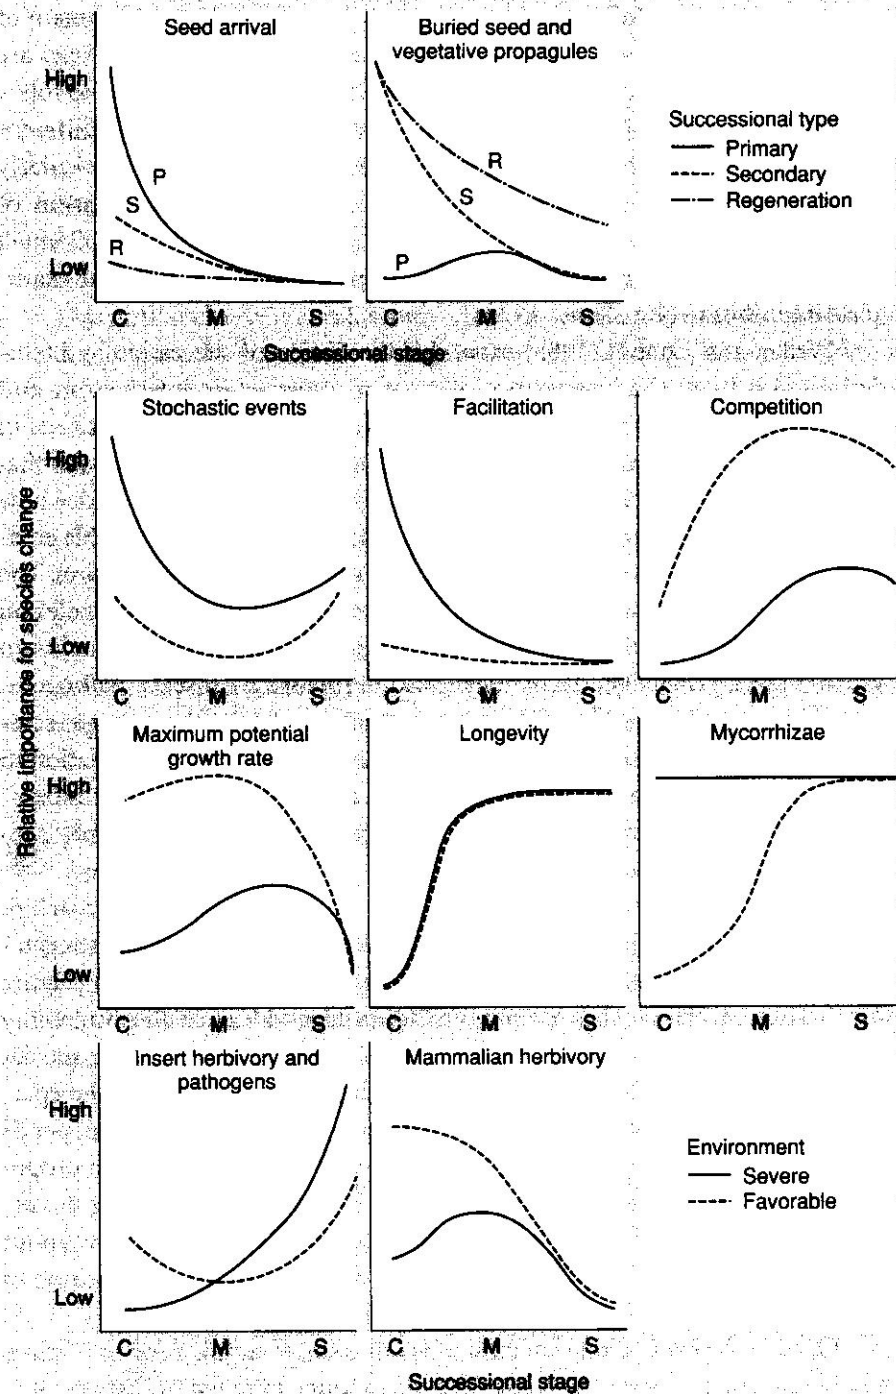 Seed arrival
Buried seed and
vegetative propagules
High
Low
P
S
R
R
S
P
Successional type
Primary
Secondary
Regeneration
C M S C M S
Successional stage
Relative importance for species change
Stochastic events
Facilitation
Competition
High
Low
C M S C M S C M S
Maximum potential
growth rate
Longevity
Mycorrhizae
High
Low
C M S C M S C M S
Insert herbivory and
pathogens
Mammalian herbivory
High
Low
Environment
Severe
Favorable
C M S C M S
Successional stage